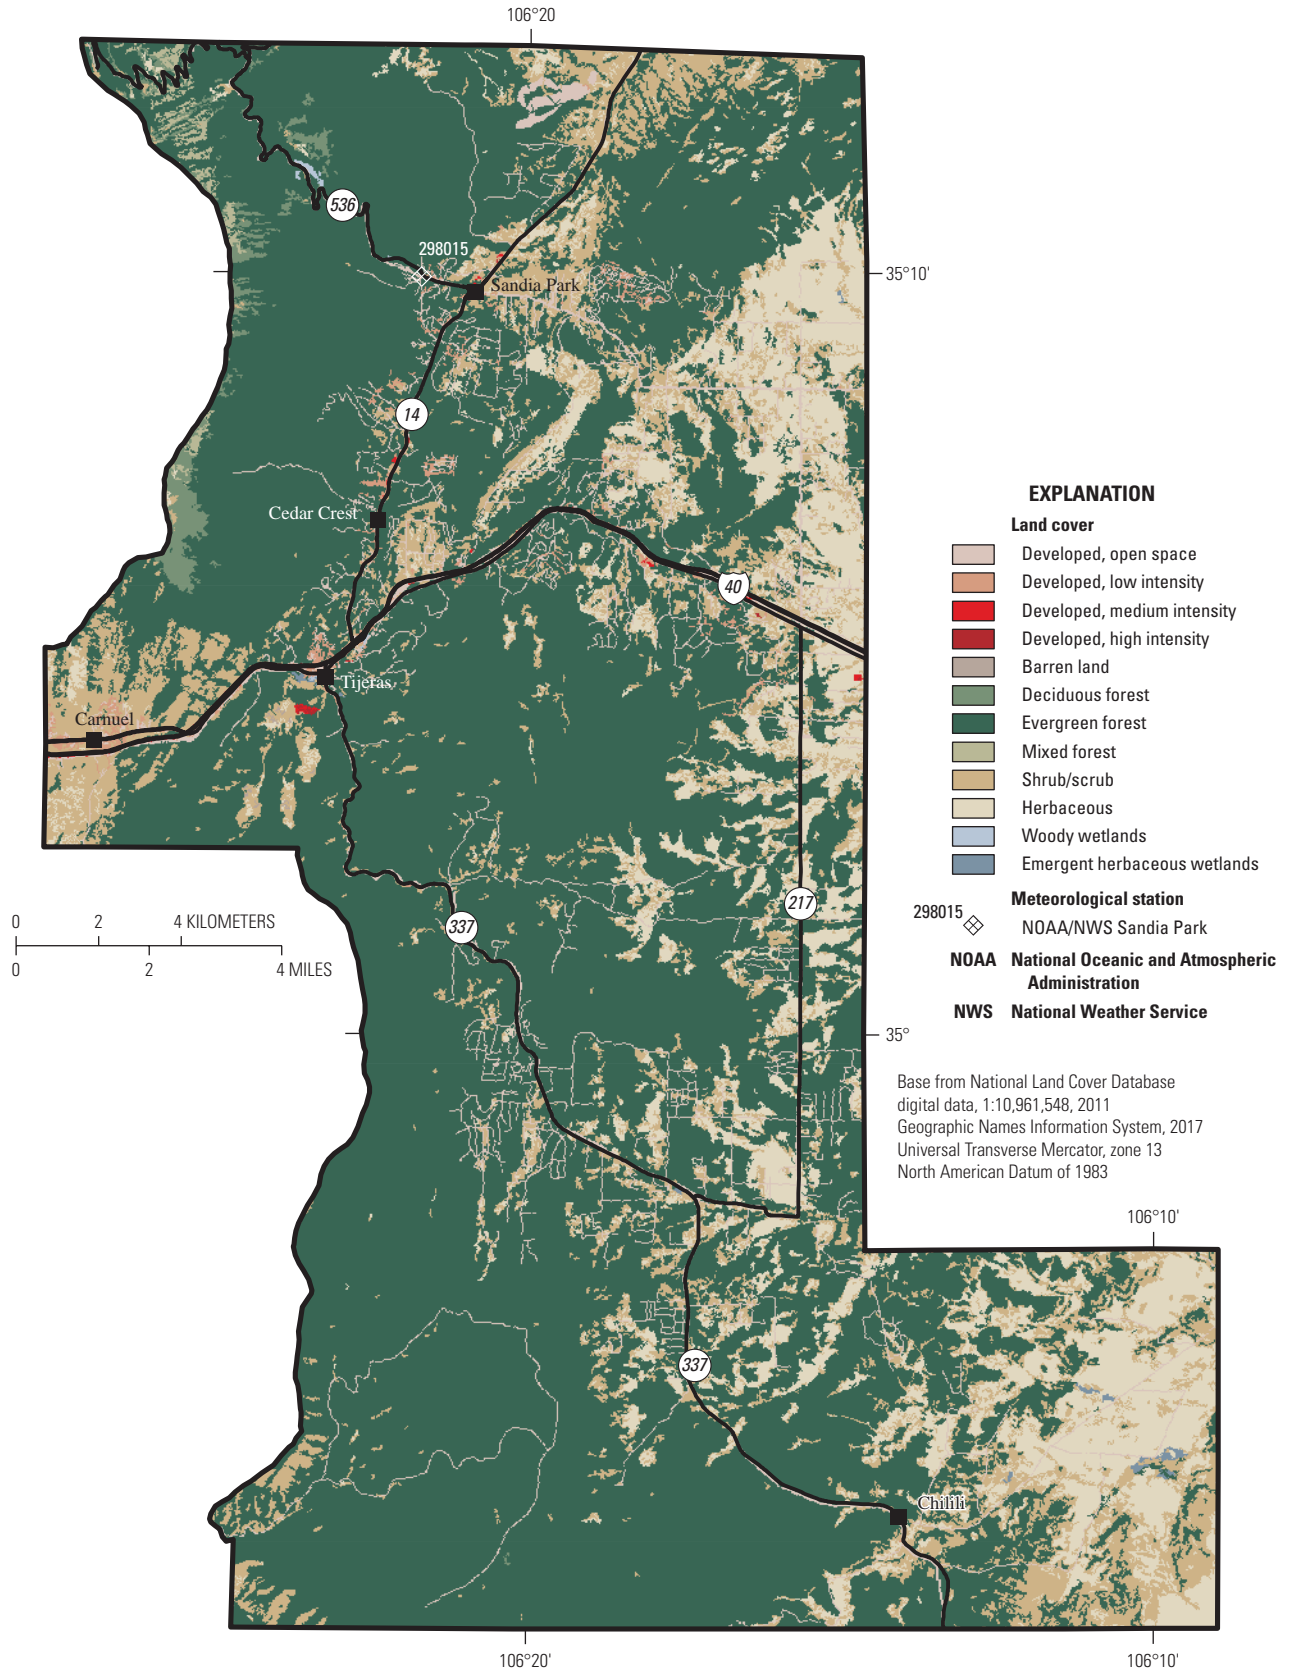 106°20
536
298015
Sandia Park
35°10'
14
Cedar Crest
40
Tijeras
Carnuel
217
337
35°
337
Chilili
106°10'
106°20'
106°10'
0 2 4 KILOMETERS
0 2 4 MILES
EXPLANATION
Land cover
Developed, open space
Developed, low intensity
Developed, medium intensity
Developed, high intensity
Barren land
Deciduous forest
Evergreen forest
Mixed forest
Shrub/scrub
Herbaceous
Woody wetlands
Emergent herbaceous wetlands
Meteorological station
298015
NOAA/NWS Sandia Park
NOAA National Oceanic and Atmospheric
Administration
NWS National Weather Service
Base from National Land Cover Database
digital data, 1:10,961,548, 2011
Geographic Names Information System, 2017
Universal Transverse Mercator, zone 13
North American Datum of 1983